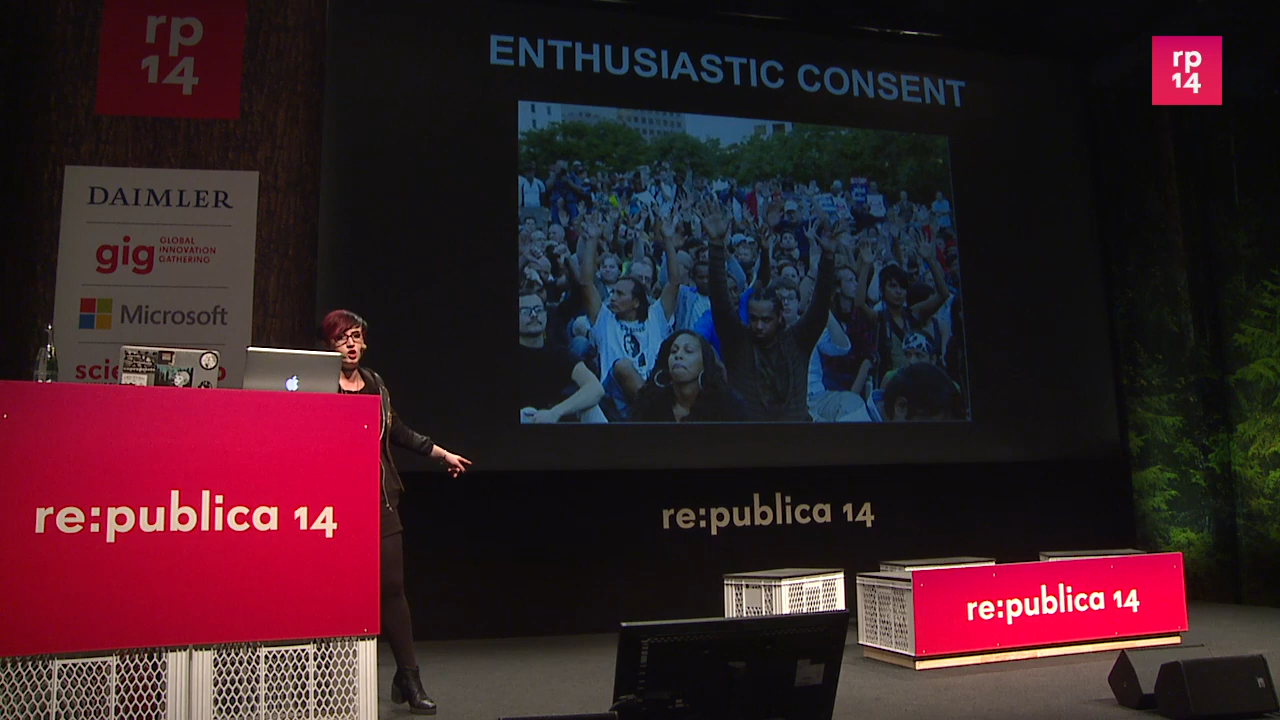 rp
14
ENTHUSIASTIC CONSENT
rp
14
DAIMLER
gig GLOBAL
INNOVATION
GATHERING
Microsoft
re:publica 14
re:publica 14
re:publica 14